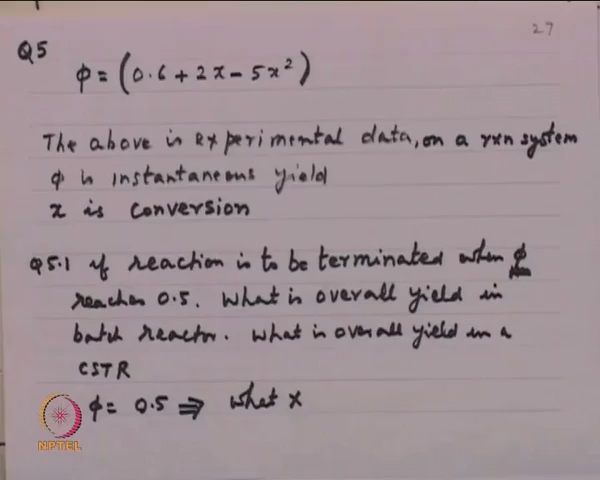 27
Q5
φ = (0.6 + 2x - 5x²)
The above is experimental data, on a rxn system
φ is instantaneous yield
x is conversion
Q5.1 if reaction is to be terminated when φ
reaches 0.5. What is overall yield in
batch reactor. What is overall yield in a
CSTR
φ = 0.5 ⇒ what x
NPTEL